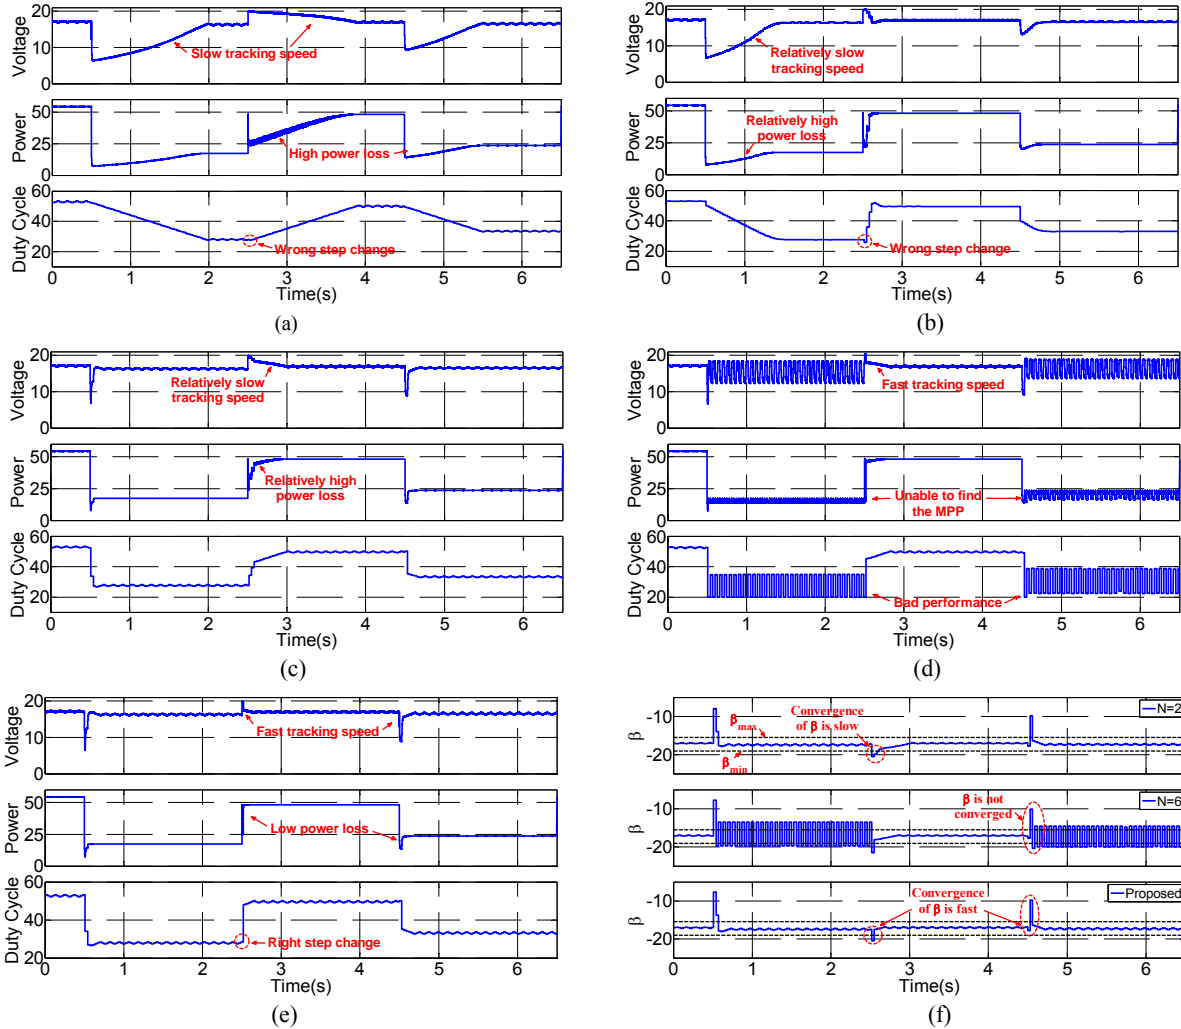 20
10
0
Voltage
Slow tracking speed
50
25
0
Power
High power loss
60
40
20
Duty Cycle
Wrong step change
0 1 2 3 4 5 6
Time(s)
(a)
20
10
0
Voltage
Relatively slow
tracking speed
50
25
0
Power
Relatively high
power loss
60
40
20
Duty Cycle
Wrong step change
0 1 2 3 4 5 6
Time(s)
(b)
20
10
0
Voltage
Relatively slow
tracking speed
50
25
0
Power
Relatively high
power loss
60
40
20
Duty Cycle
0 1 2 3 4 5 6
Time(s)
(c)
20
10
0
Voltage
Fast tracking speed
50
25
0
Power
Unable to find
the MPP
60
40
20
Duty Cycle
Bad performance
0 1 2 3 4 5 6
Time(s)
(d)
20
10
0
Voltage
Fast tracking speed
50
25
0
Power
Low power loss
60
40
20
Duty Cycle
Right step change
0 1 2 3 4 5 6
Time(s)
(e)
-10
-20
β
βmax
βmin
Convergence
of β is slow
N=2
-10
-20
β
β is not
converged
N=6
-10
-20
β
Convergence
of β is fast
Proposed
0 1 2 3 4 5 6
Time(s)
(f)